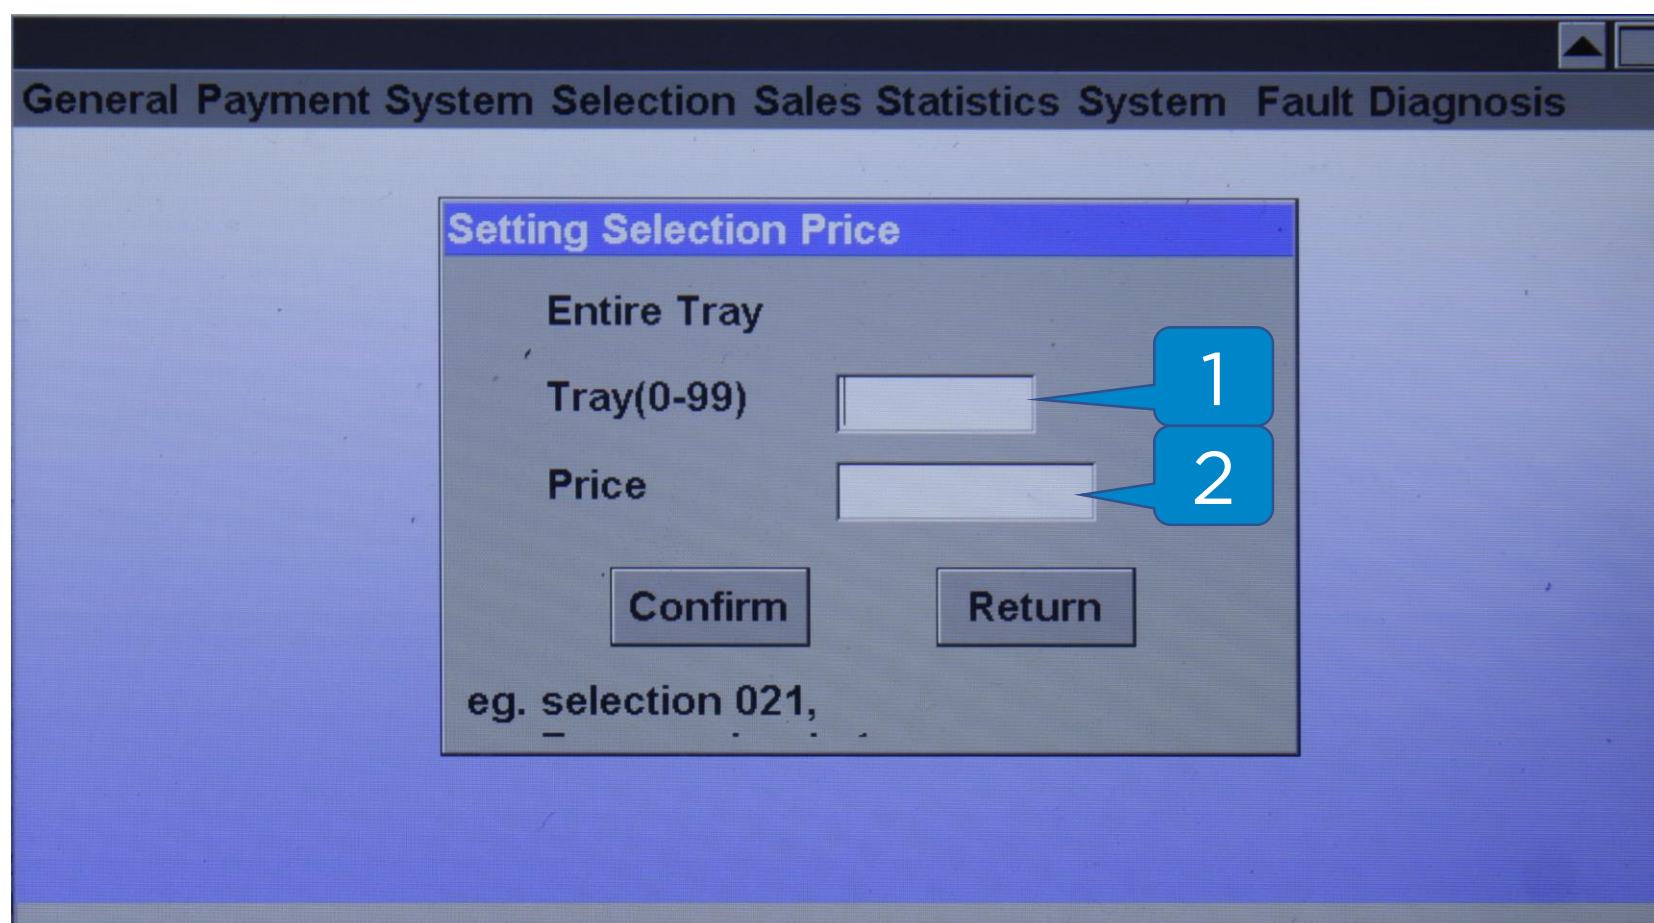 General Payment System Selection Sales Statistics System Fault Diagnosis
Setting Selection Price
Entire Tray
Tray(0-99)
1
Price
2
Confirm Return
eg. selection 021,